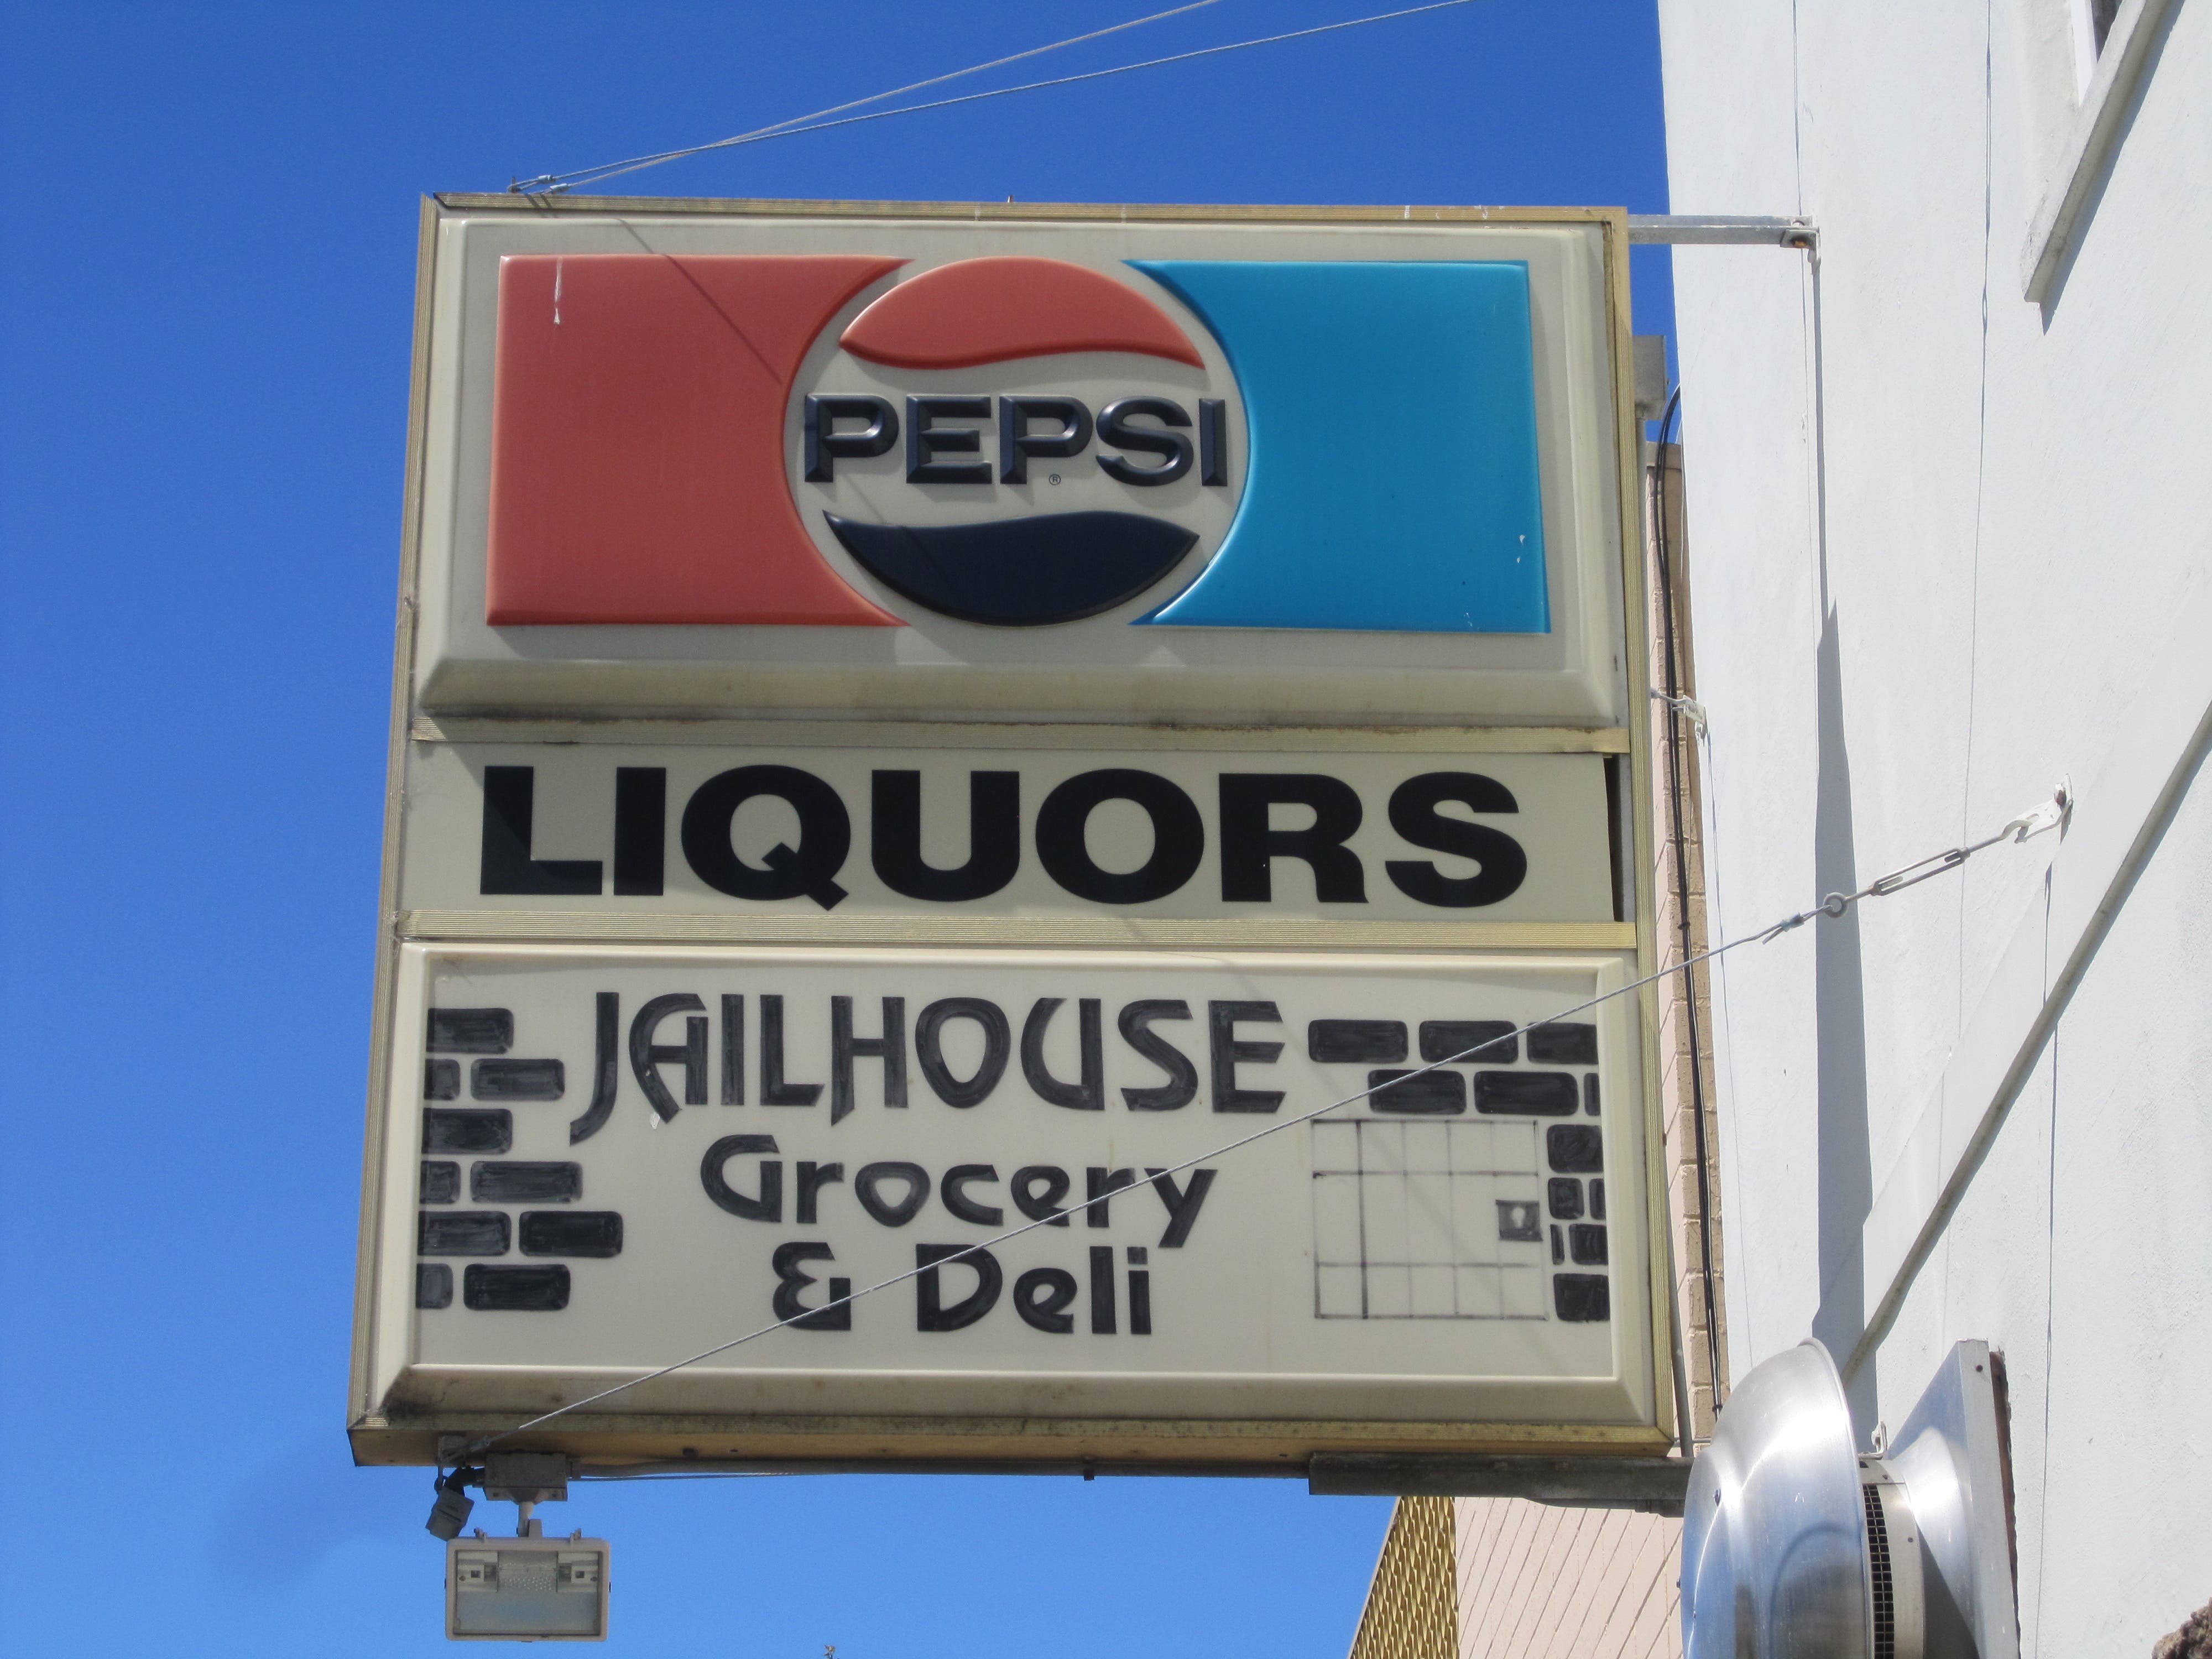 PEPSI
®
LIQUORS
JAILHOUSE
Grocery
& Deli